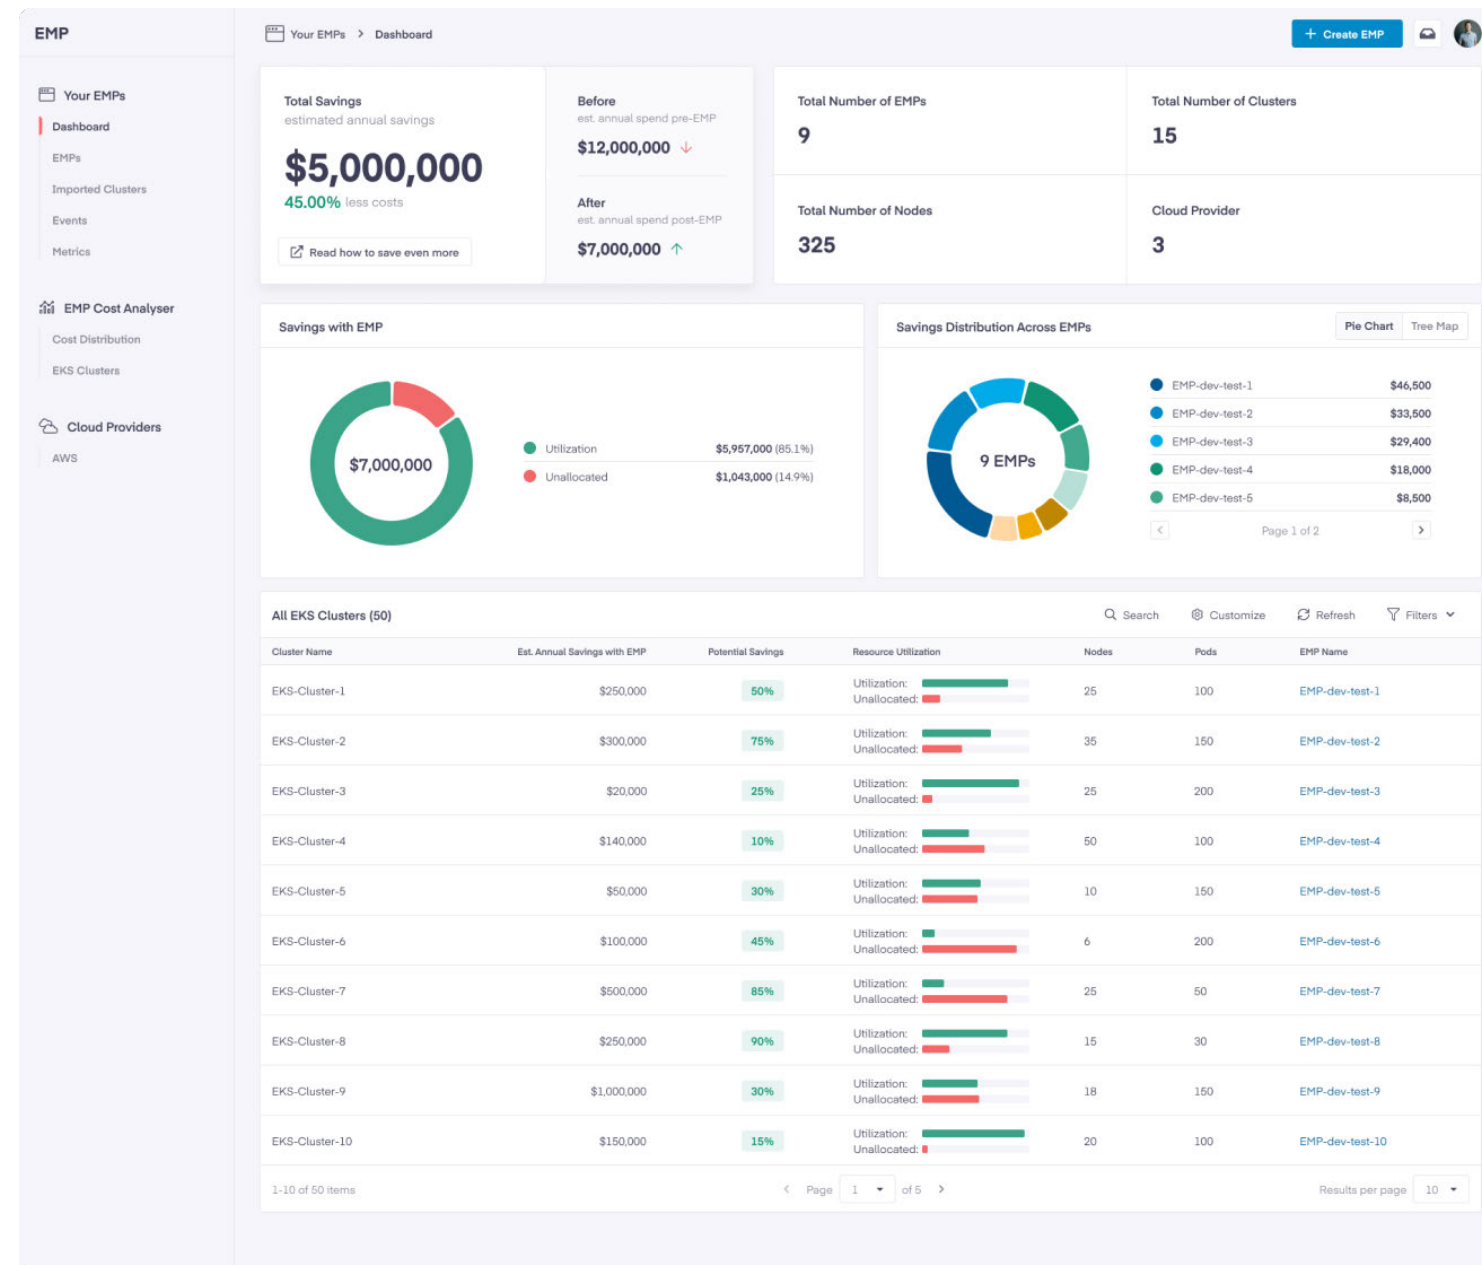 EMP
Your EMPs > Dashboard
+ Create EMP
Your EMPs
Dashboard
EMPs
Imported Clusters
Events
Metrics
EMP Cost Analyser
Cost Distribution
EKS Clusters
Cloud Providers
AWS
Total Savings
estimated annual savings
$5,000,000
45.00% less costs
Read how to save even more
Before
est. annual spend pre-EMP
$12,000,000
After
est. annual spend post-EMP
$7,000,000
Total Number of EMPs
9
Total Number of Clusters
15
Total Number of Nodes
325
Cloud Provider
3
Savings with EMP
$7,000,000
Utilization $5,957,000 (85.1%)
Unallocated $1,043,000 (14.9%)
Savings Distribution Across EMPs
Pie Chart Tree Map
9 EMPs
EMP-dev-test-1 $46,500
EMP-dev-test-2 $33,500
EMP-dev-test-3 $29,400
EMP-dev-test-4 $18,000
EMP-dev-test-5 $8,500
Page 1 of 2
All EKS Clusters (50)
Search Customize Refresh Filters
Cluster Name Est. Annual Savings with EMP Potential Savings Resource Utilization Nodes Pods EMP Name
EKS-Cluster-1 $250,000 50% Utilization: Unallocated: 25 100 EMP-dev-test-1
EKS-Cluster-2 $300,000 75% Utilization: Unallocated: 35 150 EMP-dev-test-2
EKS-Cluster-3 $20,000 25% Utilization: Unallocated: 25 200 EMP-dev-test-3
EKS-Cluster-4 $140,000 10% Utilization: Unallocated: 50 100 EMP-dev-test-4
EKS-Cluster-5 $50,000 30% Utilization: Unallocated: 10 150 EMP-dev-test-5
EKS-Cluster-6 $100,000 45% Utilization: Unallocated: 6 200 EMP-dev-test-6
EKS-Cluster-7 $500,000 85% Utilization: Unallocated: 25 50 EMP-dev-test-7
EKS-Cluster-8 $250,000 90% Utilization: Unallocated: 15 30 EMP-dev-test-8
EKS-Cluster-9 $1,000,000 30% Utilization: Unallocated: 18 150 EMP-dev-test-9
EKS-Cluster-10 $150,000 15% Utilization: Unallocated: 20 100 EMP-dev-test-10
1-10 of 50 items
Page 1 of 5
Results per page 10